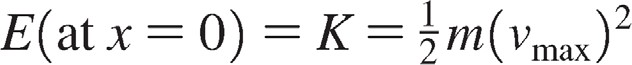 E(at x = 0) = K = ½m(v_max)²